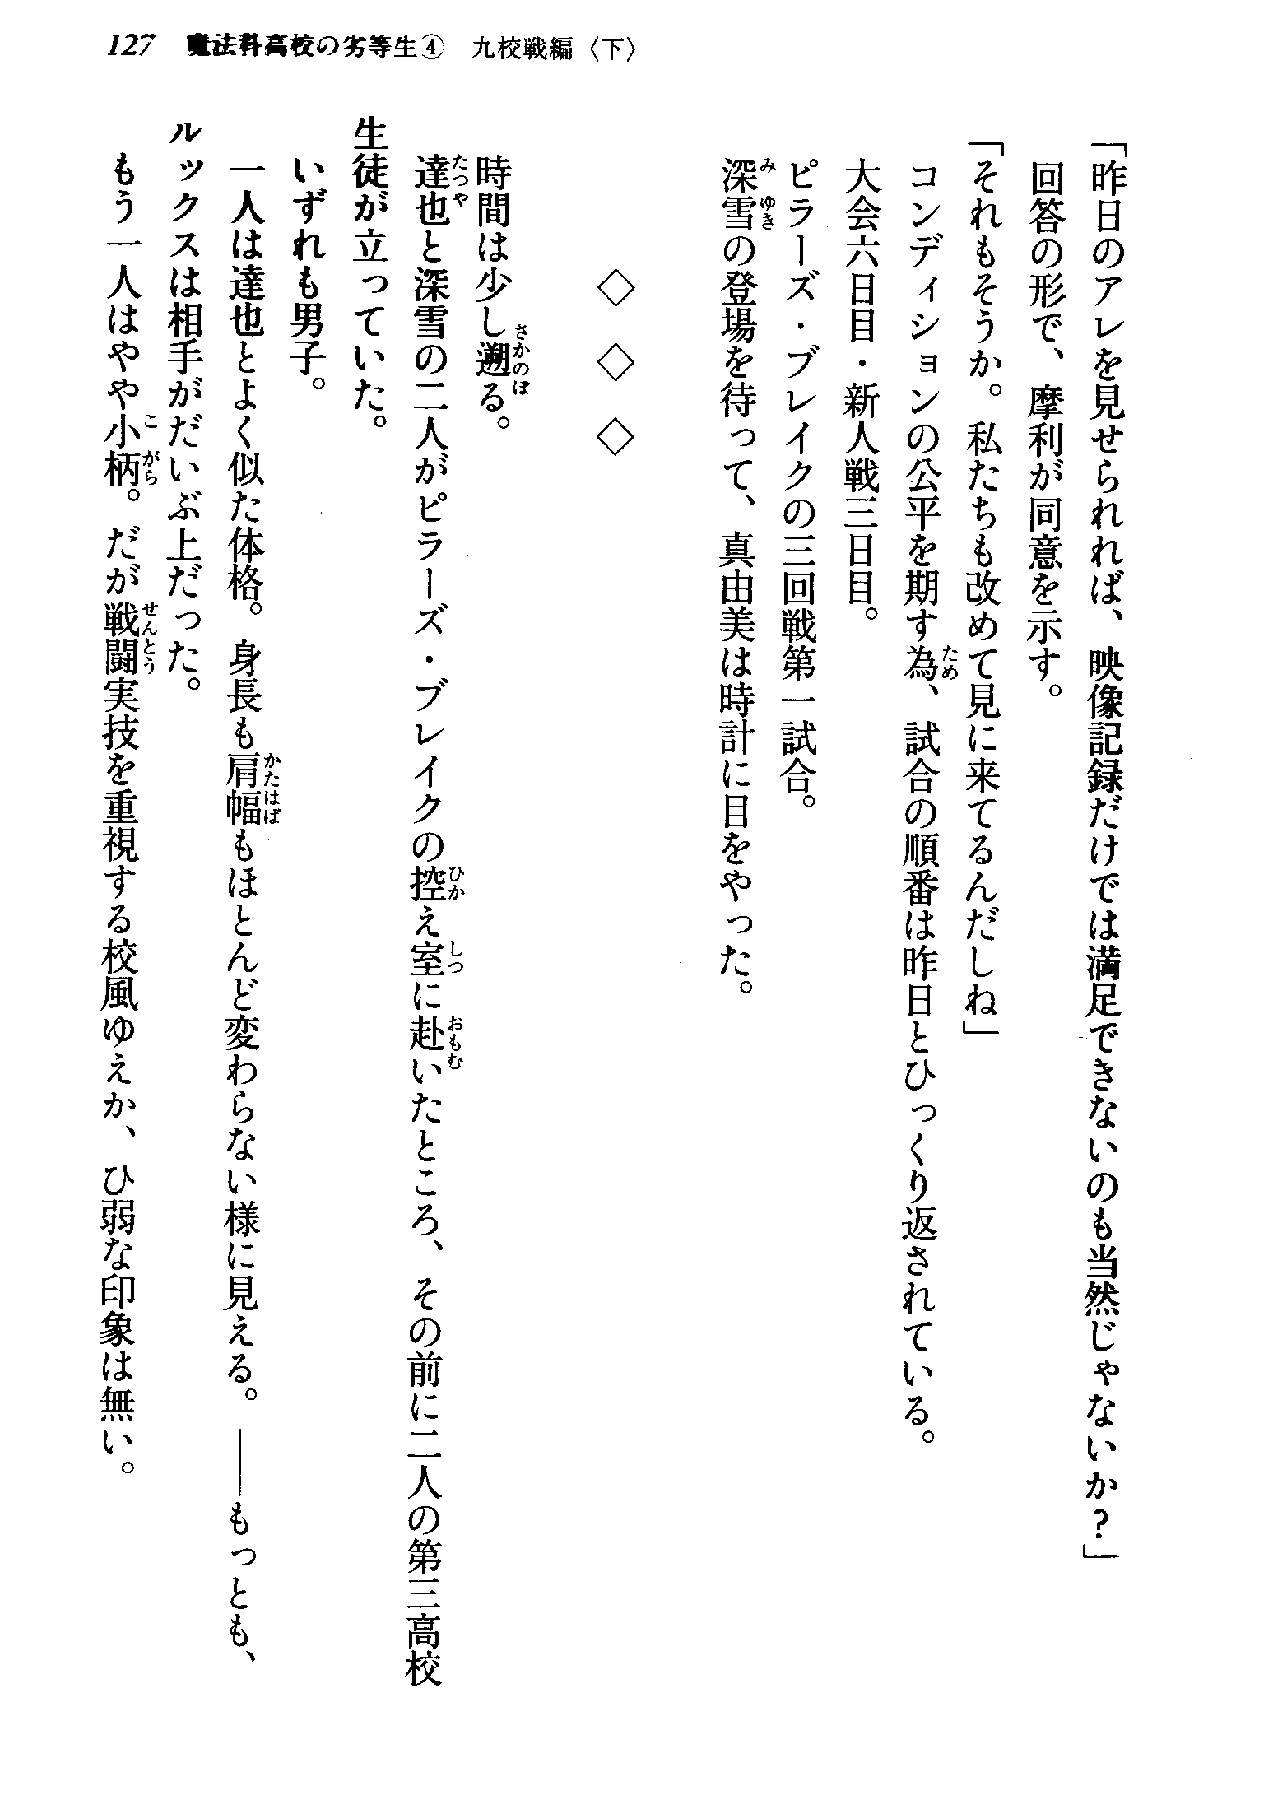 127 魔法科高校の劣等生④ 九校戦編〈下〉
「昨日のアレを見せられれば、映像記録だけでは満足できないのも当然じゃないか？」
回答の形で、摩利が同意を示す。
「それもそうか。私たちも改めて見に来てるんだしね」
コンディションの公平を期す為、試合の順番は昨日とひっくり返されている。
大会六日目・新人戦三日目。
ピラーズ・ブレイクの三回戦第一試合。
深雪の登場を待って、真由美は時計に目をやった。
◇ ◇ ◇
時間は少し遡る。
達也と深雪の二人がピラーズ・ブレイクの控え室に赴いたところ、その前に二人の第三高校
生徒が立っていた。
いずれも男子。
一人は達也とよく似た体格。身長も肩幅もほとんど変わらない様に見える。――もっとも、
ルックスは相手がだいぶ上だった。
もう一人はやや小柄。だが戦闘実技を重視する校風ゆえか、ひ弱な印象は無い。